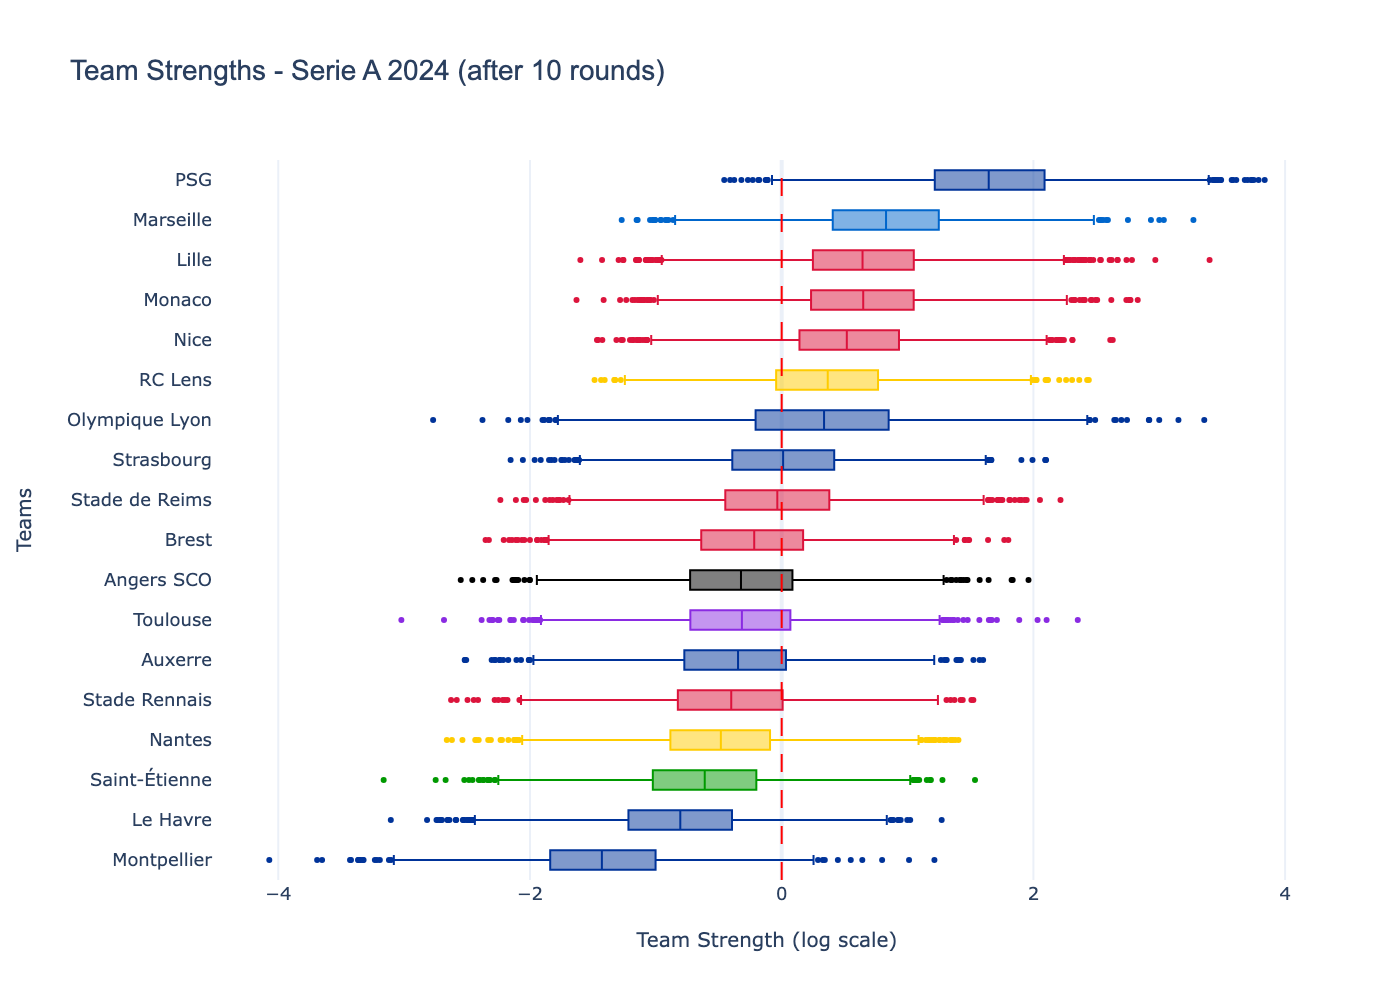 Team Strengths - Serie A 2024 (after 10 rounds)
PSG
Marseille
Lille
Monaco
Nice
RC Lens
Olympique Lyon
Strasbourg
Stade de Reims
Brest
Angers SCO
Toulouse
Auxerre
Stade Rennais
Nantes
Saint-Étienne
Le Havre
Montpellier
Teams
−4 −2 0 2 4
Team Strength (log scale)